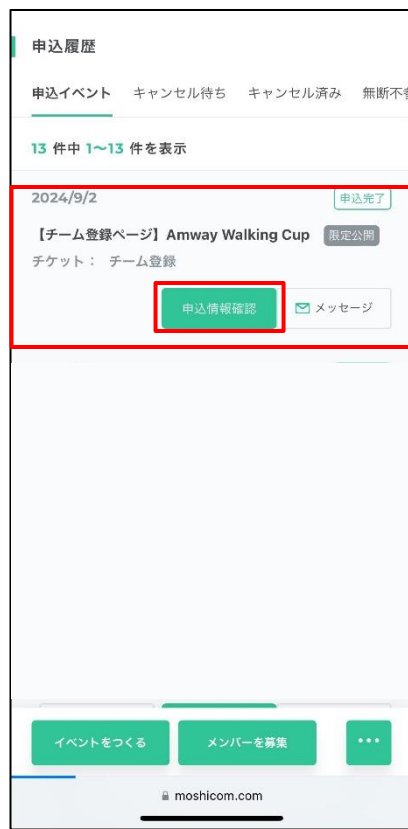 申込履歴
申込イベント キャンセル待ち キャンセル済み 無断不参
13 件中 1〜13 件を表示
2024/9/2 申込完了
【チーム登録ページ】Amway Walking Cup 限定公開
チケット： チーム登録
申込情報確認 メッセージ
イベントをつくる メンバーを募集 •••
moshicom.com